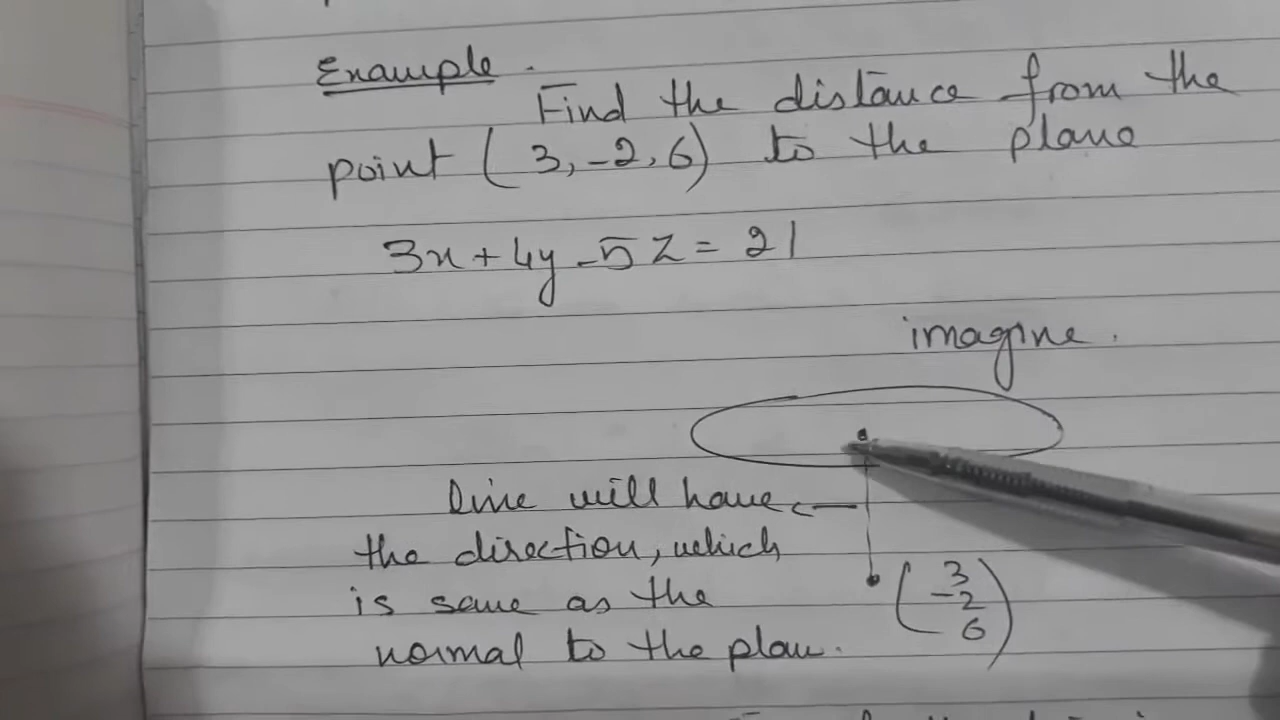 Example.
Find the distance from the
point (3, -2, 6) to the plane
3x + 4y - 5z = 21
imagine.
Line will have
the direction, which
is same as the
normal to the plan.
3
-2
6